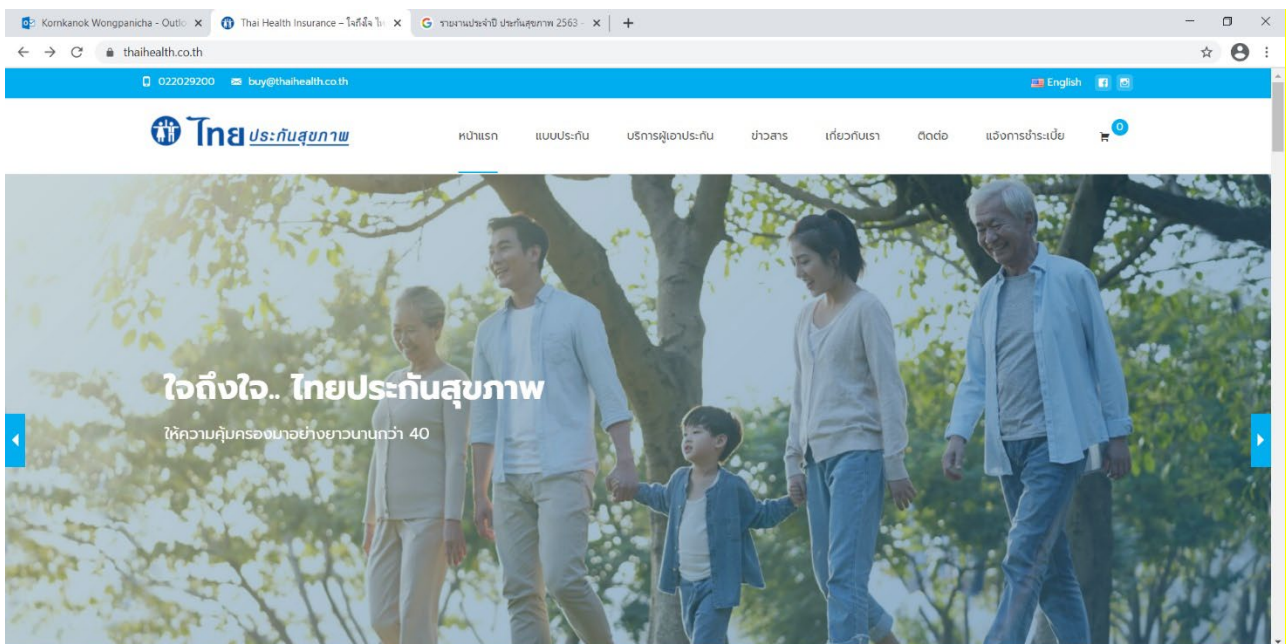 Kornkanok Wongpanicha - Outlo
Thai Health Insurance – ใจถึงใจ ไท
รายงานประจำปี ประกันสุขภาพ 2563 -
thaihealth.co.th
022029200 buy@thaihealth.co.th English
ไทย ประกันสุขภาพ
หน้าแรก แบบประกัน บริการผู้เอาประกัน ข่าวสาร เกี่ยวกับเรา ติดต่อ แจ้งการชำระเบี้ย 0
ใจถึงใจ.. ไทยประกันสุขภาพ
ให้ความคุ้มครองมาอย่างยาวนานกว่า 40